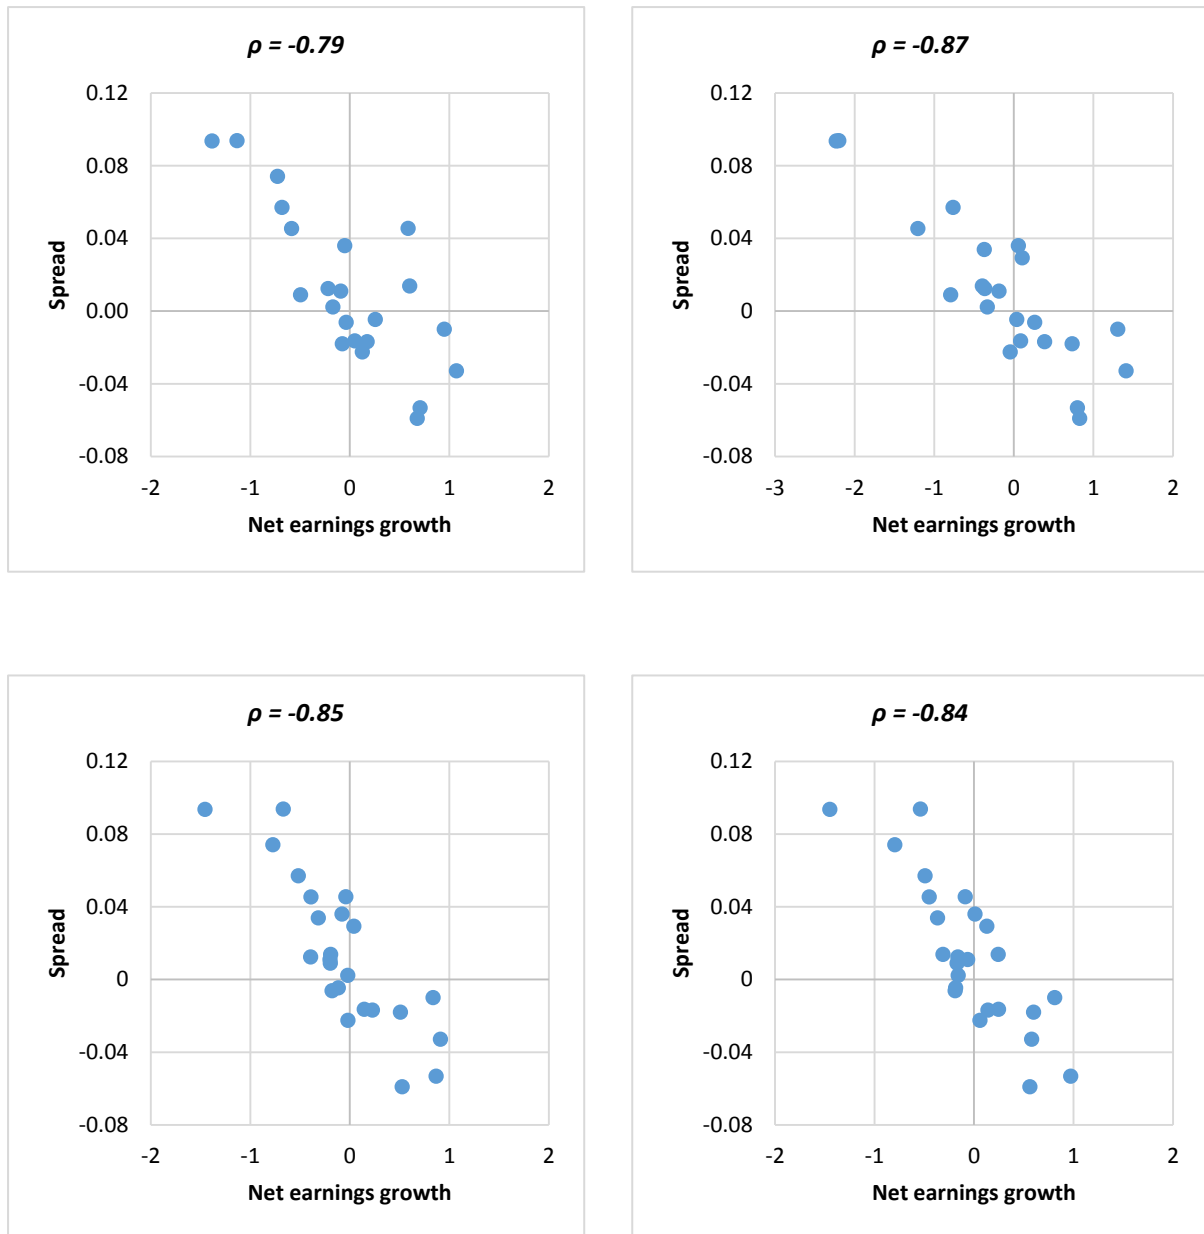 ρ = -0.79
0.12
0.08
0.04
0.00
-0.04
-0.08
Spread
-2 -1 0 1 2
Net earnings growth
ρ = -0.87
0.12
0.08
0.04
0
-0.04
-0.08
Spread
-3 -2 -1 0 1 2
Net earnings growth
ρ = -0.85
0.12
0.08
0.04
0
-0.04
-0.08
Spread
-2 -1 0 1 2
Net earnings growth
ρ = -0.84
0.12
0.08
0.04
0
-0.04
-0.08
Spread
-2 -1 0 1 2
Net earnings growth